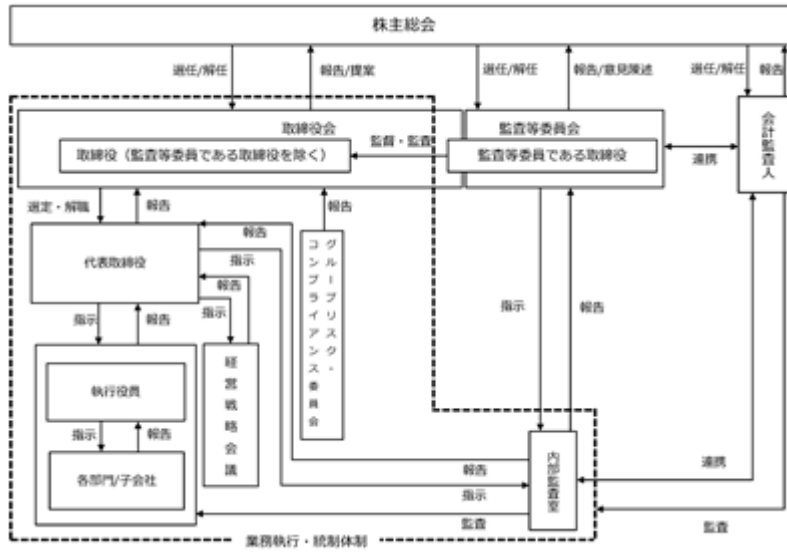 株主総会
選任/解任
報告/提案
選任/解任
報告/意見陳述
選任/解任
報告
取締役会
監査等委員会
会計監査人
取締役（監査等委員である取締役を除く）
監督・監査
監査等委員である取締役
連携
選定・解職
報告
報告
報告
代表取締役
指示
報告
指示
グループリスク・
コンプライアンス委員会
指示
報告
指示
報告
経営戦略会議
執行役員
指示
報告
各部門/子会社
内部監査室
報告
指示
監査
連携
監査
業務執行・統制体制